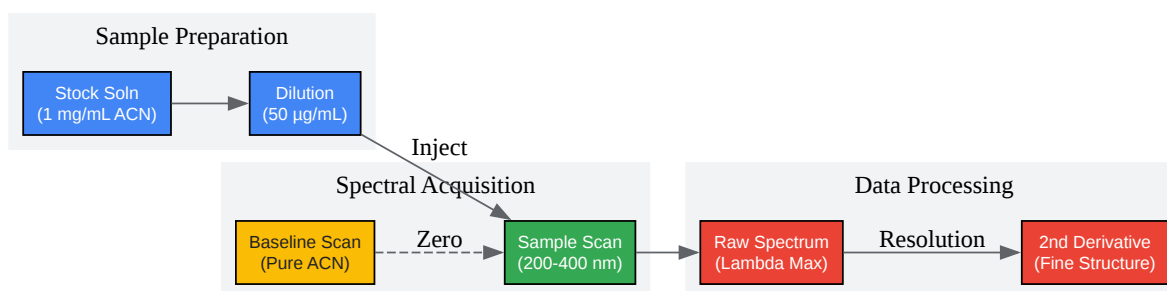 Sample Preparation
Stock Soln
(1 mg/mL ACN)
Dilution
(50 µg/mL)
Inject
Spectral Acquisition
Baseline Scan
(Pure ACN)
Zero
Sample Scan
(200-400 nm)
Data Processing
Raw Spectrum
(Lambda Max)
Resolution
2nd Derivative
(Fine Structure)